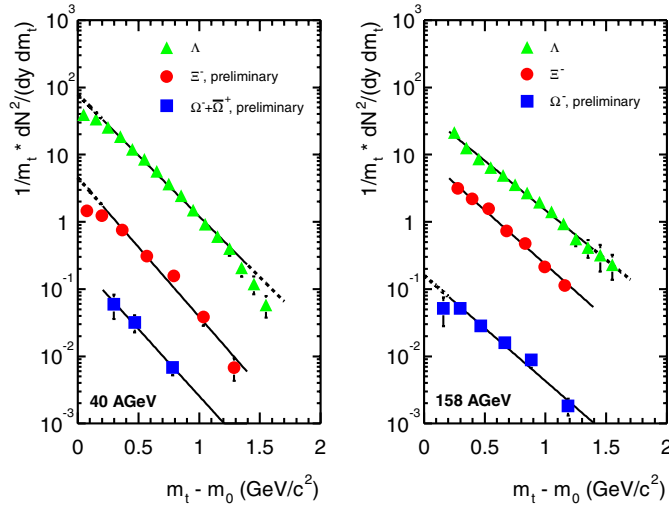 1/mt * dN²/(dy dmt)
10³
10²
10
1
10⁻¹
10⁻²
10⁻³
Λ
Ξ⁻, preliminary
Ω⁻+Ω̅⁺, preliminary
40 AGeV
0 0.5 1 1.5 2
mt - m0 (GeV/c²)
1/mt * dN²/(dy dmt)
10³
10²
10
1
10⁻¹
10⁻²
10⁻³
Λ
Ξ⁻
Ω⁻, preliminary
158 AGeV
0 0.5 1 1.5 2
mt - m0 (GeV/c²)